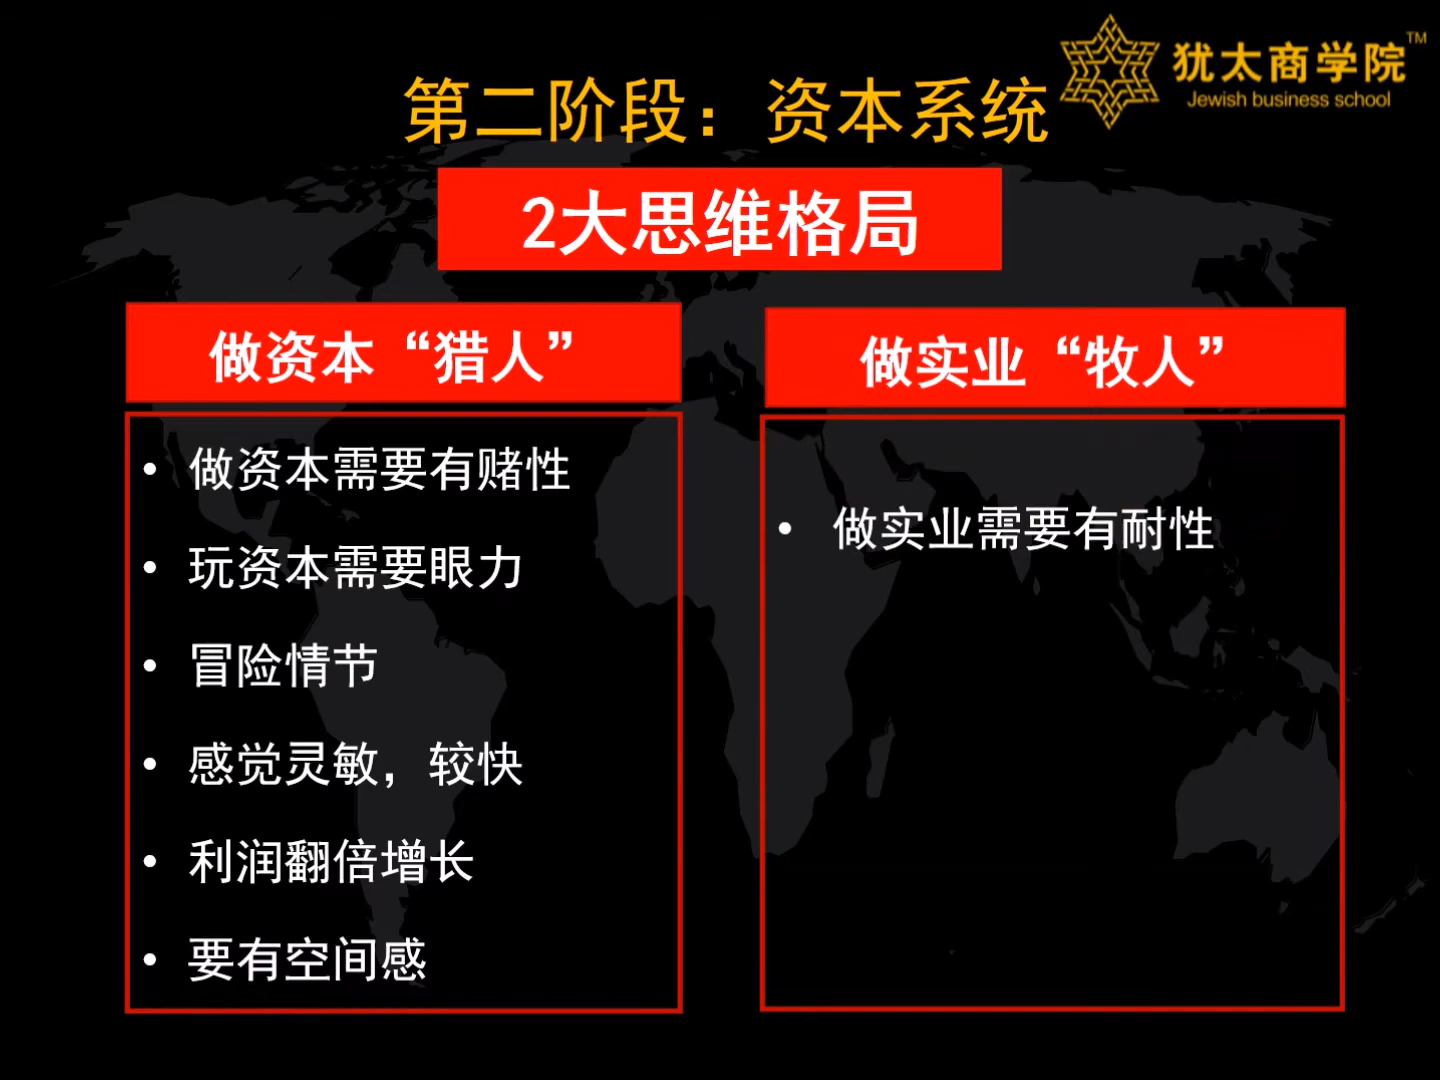 犹太商学院™
Jewish business school
第二阶段：资本系统
2大思维格局
做资本“猎人”
• 做资本需要有赌性
• 玩资本需要眼力
• 冒险情节
• 感觉灵敏，较快
• 利润翻倍增长
• 要有空间感
做实业“牧人”
• 做实业需要有耐性